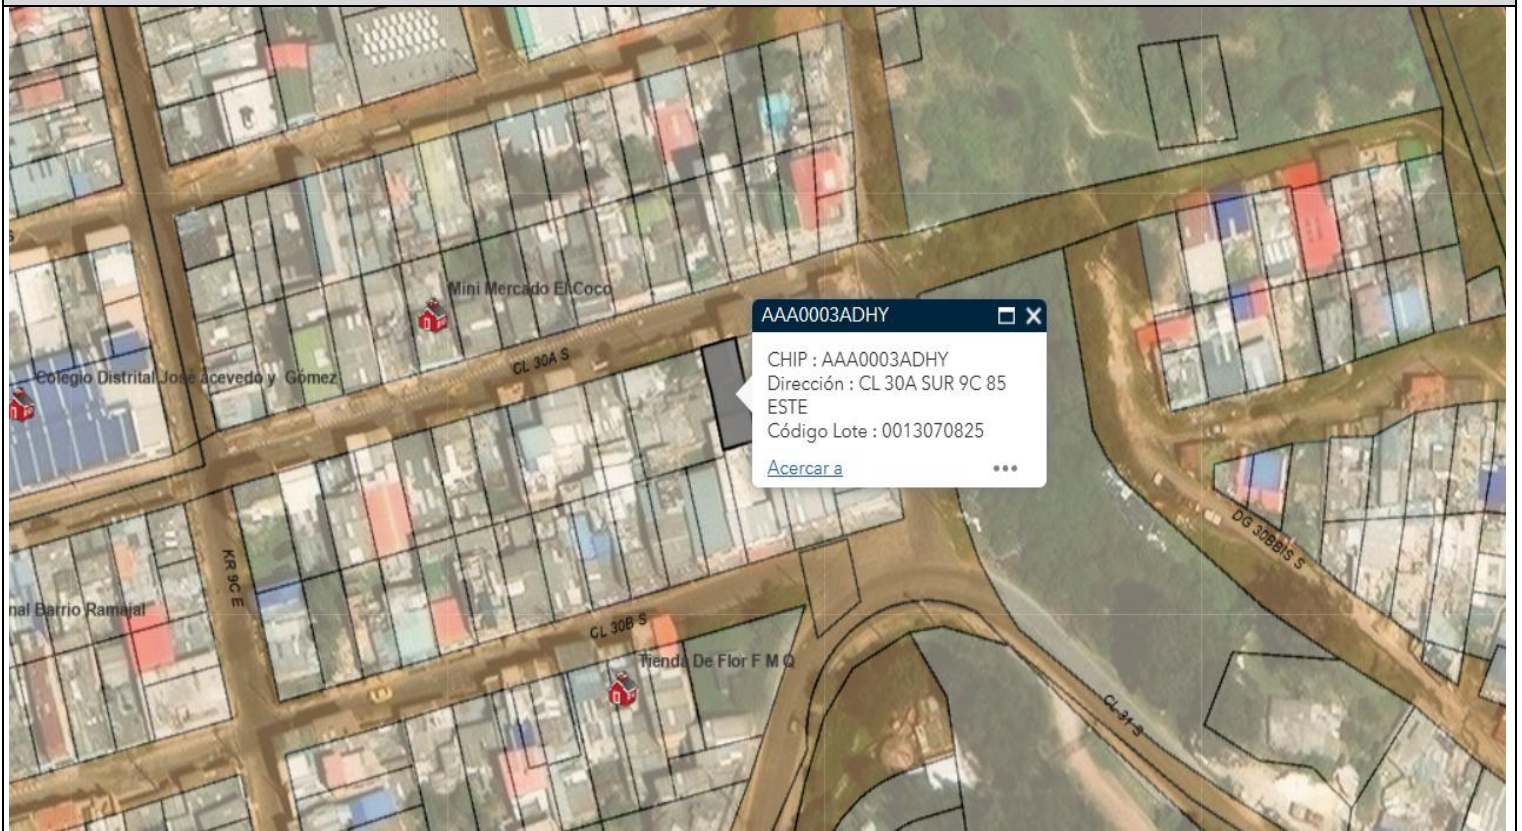 Mini Mercado El Coco
AAA0003ADHY
CHIP : AAA0003ADHY
Dirección : CL 30A SUR 9C 85
ESTE
Código Lote : 0013070825
Acercar a
CL 30A S
Colegio Distrital Jose acevedo y Gómez
KR 9C E
DG 30BBIS S
nal Barrio Ramajal
CL 30B S
Tienda De Flor F M Q
CL 31 S